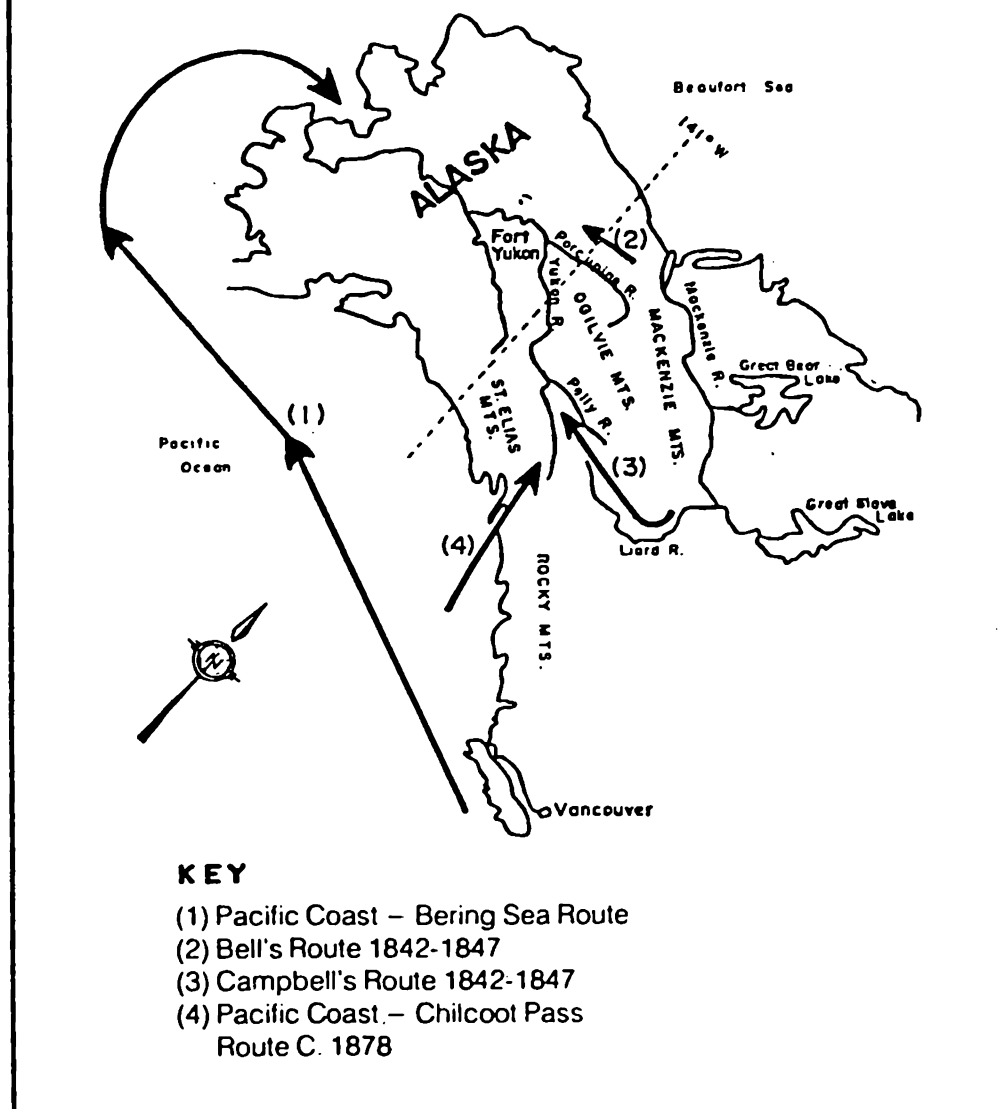 Beaufort Sea
141° W
ALASKA
(2)
Fort
Yukon
Porcupine R.
Yukon R.
OGILVIE MTS.
MACKENZIE MTS.
Mackenzie R.
Great Bear
Lake
ST. ELIAS
MTS.
Pelly R.
(1)
Pacific
Ocean
(3)
Great Slave
Lake
(4)
Liard R.
ROCKY MTS.
N
Vancouver
KEY
(1) Pacific Coast – Bering Sea Route
(2) Bell's Route 1842-1847
(3) Campbell's Route 1842-1847
(4) Pacific Coast – Chilcoot Pass
Route C. 1878